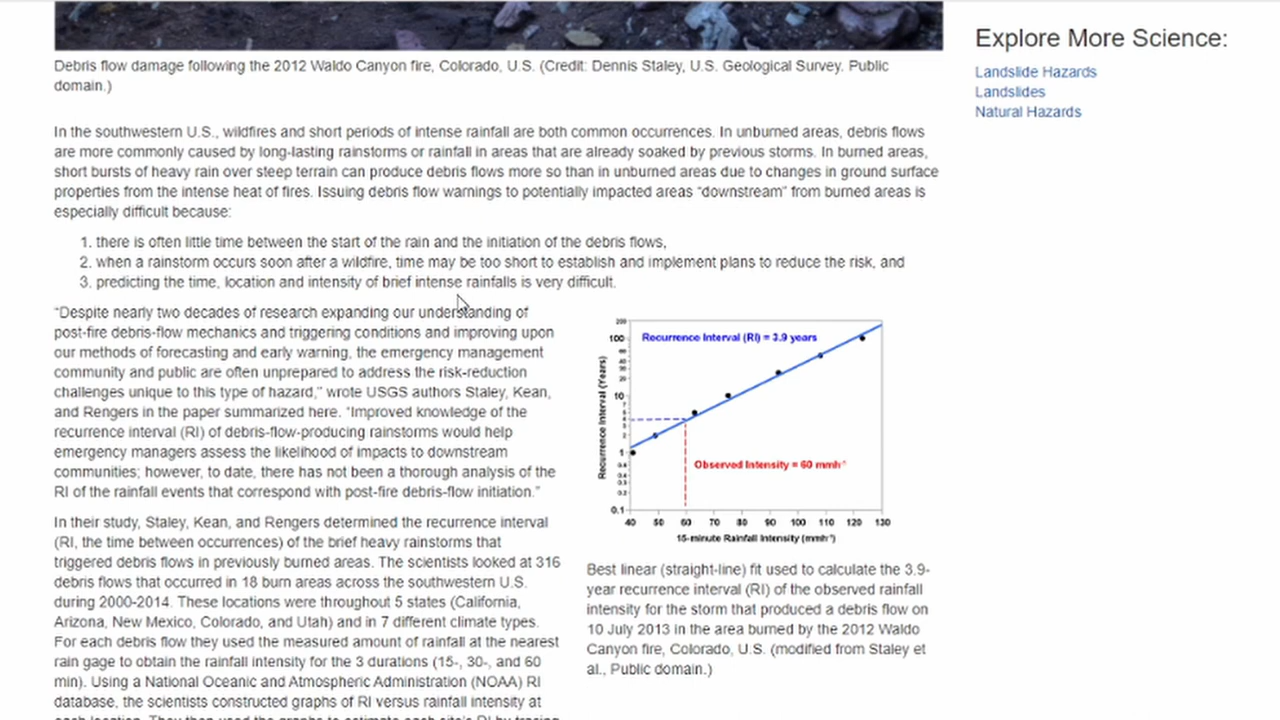 Explore More Science:
Landslide Hazards
Landslides
Natural Hazards
Debris flow damage following the 2012 Waldo Canyon fire, Colorado, U.S. (Credit: Dennis Staley, U.S. Geological Survey. Public
domain.)
In the southwestern U.S., wildfires and short periods of intense rainfall are both common occurrences. In unburned areas, debris flows
are more commonly caused by long-lasting rainstorms or rainfall in areas that are already soaked by previous storms. In burned areas,
short bursts of heavy rain over steep terrain can produce debris flows more so than in unburned areas due to changes in ground surface
properties from the intense heat of fires. Issuing debris flow warnings to potentially impacted areas “downstream” from burned areas is
especially difficult because:
1. there is often little time between the start of the rain and the initiation of the debris flows,
2. when a rainstorm occurs soon after a wildfire, time may be too short to establish and implement plans to reduce the risk, and
3. predicting the time, location and intensity of brief intense rainfalls is very difficult.
“Despite nearly two decades of research expanding our understanding of
post-fire debris-flow mechanics and triggering conditions and improving upon
our methods of forecasting and early warning, the emergency management
community and public are often unprepared to address the risk-reduction
challenges unique to this type of hazard,” wrote USGS authors Staley, Kean,
and Rengers in the paper summarized here. “Improved knowledge of the
recurrence interval (RI) of debris-flow-producing rainstorms would help
emergency managers assess the likelihood of impacts to downstream
communities; however, to date, there has not been a thorough analysis of the
RI of the rainfall events that correspond with post-fire debris-flow initiation.”
In their study, Staley, Kean, and Rengers determined the recurrence interval
(RI, the time between occurrences) of the brief heavy rainstorms that
triggered debris flows in previously burned areas. The scientists looked at 316
debris flows that occurred in 18 burn areas across the southwestern U.S.
during 2000-2014. These locations were throughout 5 states (California,
Arizona, New Mexico, Colorado, and Utah) and in 7 different climate types.
For each debris flow they used the measured amount of rainfall at the nearest
rain gage to obtain the rainfall intensity for the 3 durations (15-, 30-, and 60
min). Using a National Oceanic and Atmospheric Administration (NOAA) RI
database, the scientists constructed graphs of RI versus rainfall intensity at
Recurrence Interval (RI) = 3.9 years
Recurrence Interval (Years)
200
100
10
1
0.1
Observed Intensity = 60 mmh⁻¹
40 50 60 70 80 90 100 110 120 130
15-minute Rainfall Intensity (mmh⁻¹)
Best linear (straight-line) fit used to calculate the 3.9-
year recurrence interval (RI) of the observed rainfall
intensity for the storm that produced a debris flow on
10 July 2013 in the area burned by the 2012 Waldo
Canyon fire, Colorado, U.S. (modified from Staley et
al., Public domain.)